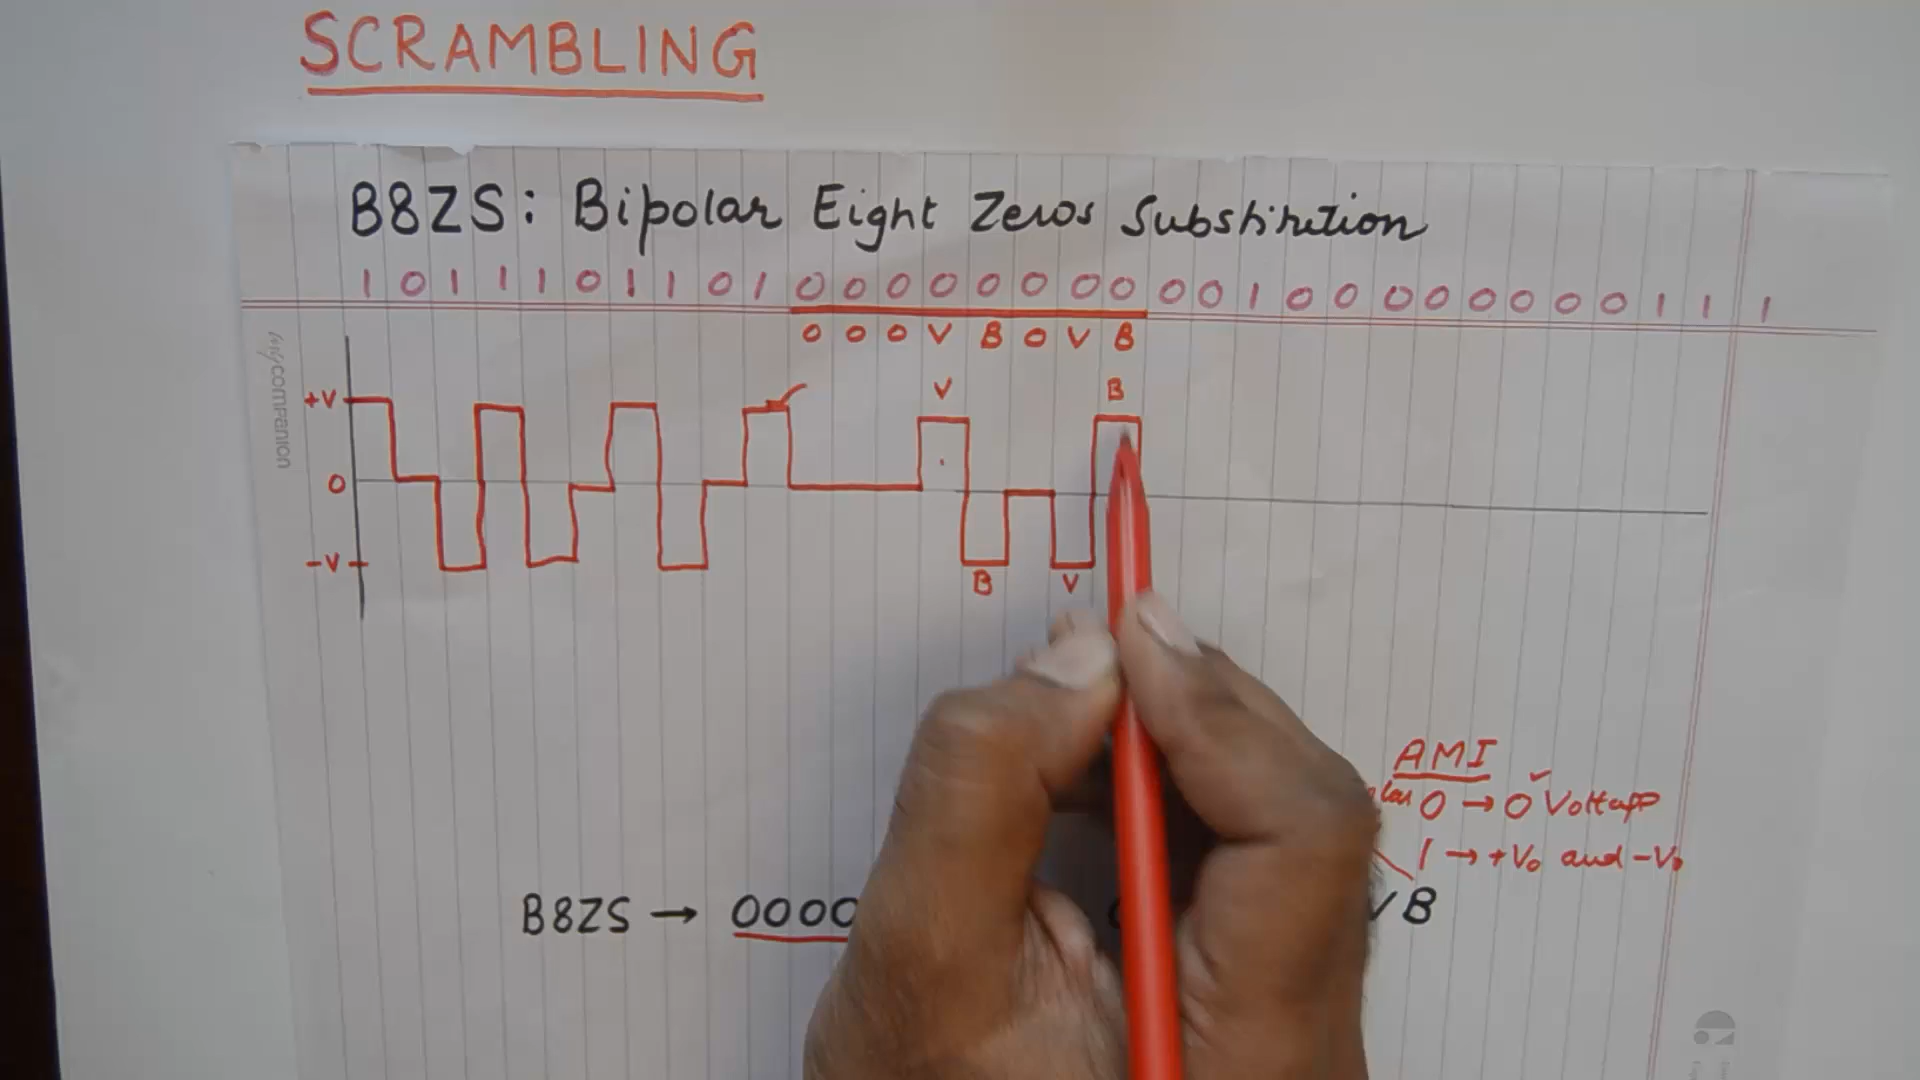 SCRAMBLING
B8ZS: Bipolar Eight Zeros Substitution
1 0 1 1 1 0 1 1 0 1 0 0 0 0 0 0 0 0 0 0 1 0 0 0 0 0 0 0 0 1 1 1
0 0 0 V B 0 V B
mycompanion
+V
V
B
0
-V
B
V
AMI
0 → 0 Voltage
1 → +V₀ and -V₀
B8ZS → 0000
VB